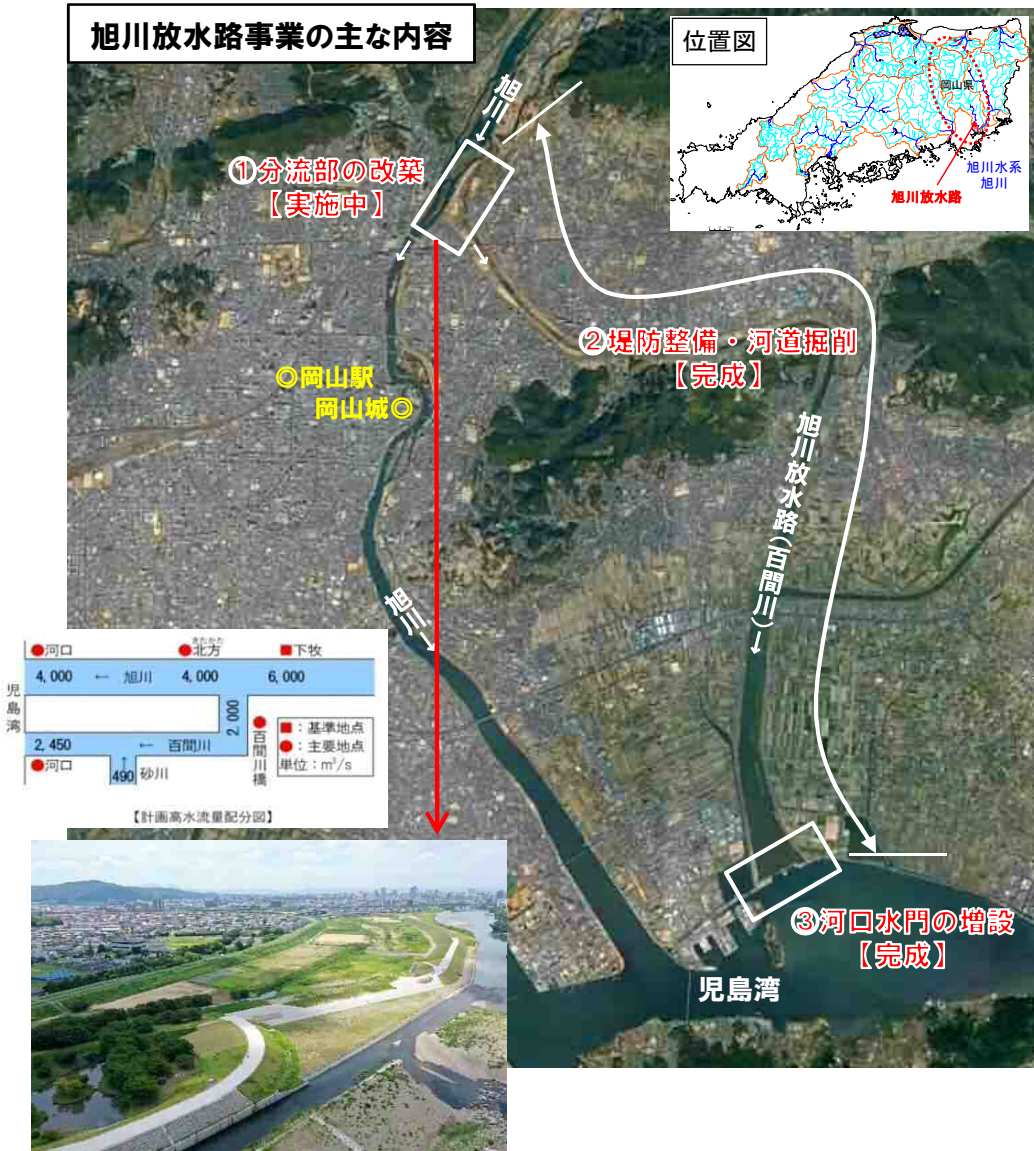 旭川放水路事業の主な内容
位置図
岡山県
旭川水系
旭川
旭川放水路
旭川
①分流部の改築
【実施中】
②堤防整備・河道掘削
【完成】
◎岡山駅
岡山城◎
旭川放水路(百間川)
旭川
●河口
きたかた
●北方
■下牧
4,000 ← 旭川 4,000 6,000
児島湾
2,000
2,450 ← 百間川
●河口
↑
490 砂川
●百間川橋
■:基準地点
●:主要地点
単位:m³/s
【計画高水流量配分図】
③河口水門の増設
【完成】
児島湾